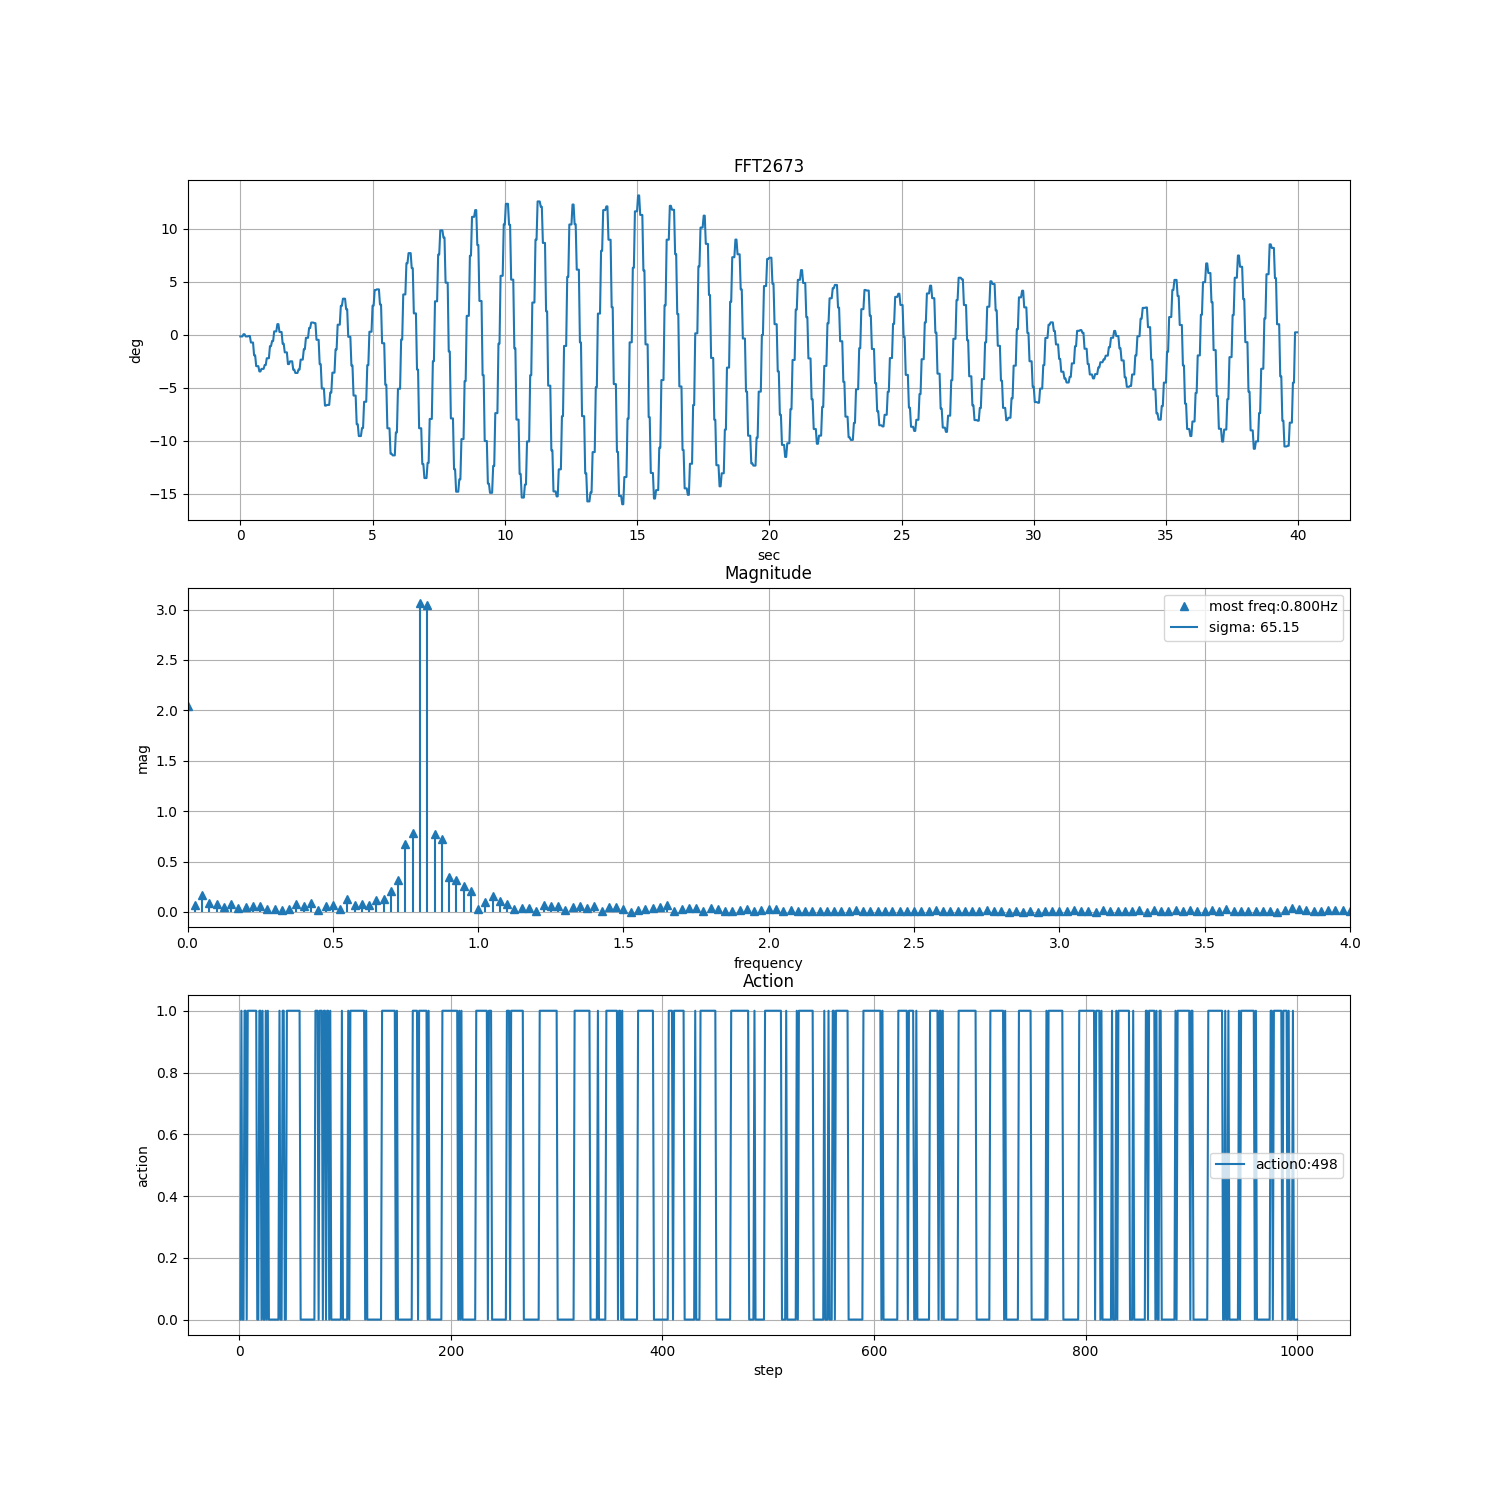 FFT2673
10
5
0
−5
−10
−15
deg
0 5 10 15 20 25 30 35 40
sec
Magnitude
3.0
2.5
2.0
1.5
1.0
0.5
0.0
mag
most freq:0.800Hz
sigma: 65.15
0.0 0.5 1.0 1.5 2.0 2.5 3.0 3.5 4.0
frequency
Action
1.0
0.8
0.6
0.4
0.2
0.0
action
action0:498
0 200 400 600 800 1000
step